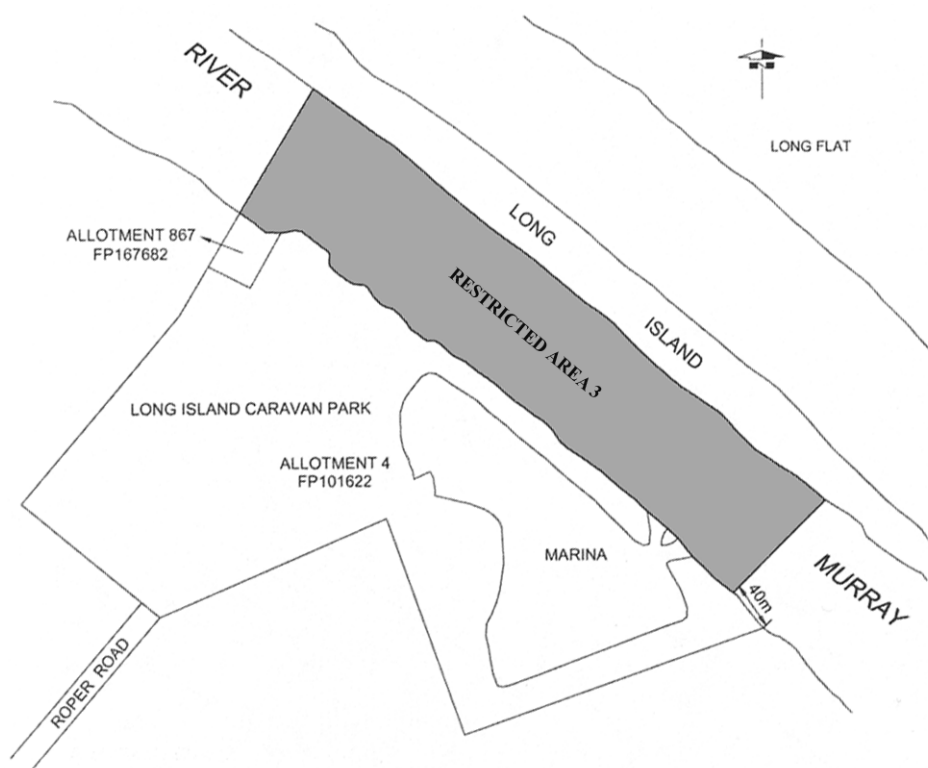 RIVER
LONG FLAT
LONG
ISLAND
ALLOTMENT 867
FP167682
RESTRICTED AREA 3
LONG ISLAND CARAVAN PARK
ALLOTMENT 4
FP101622
MARINA
MURRAY
40m
ROPER ROAD